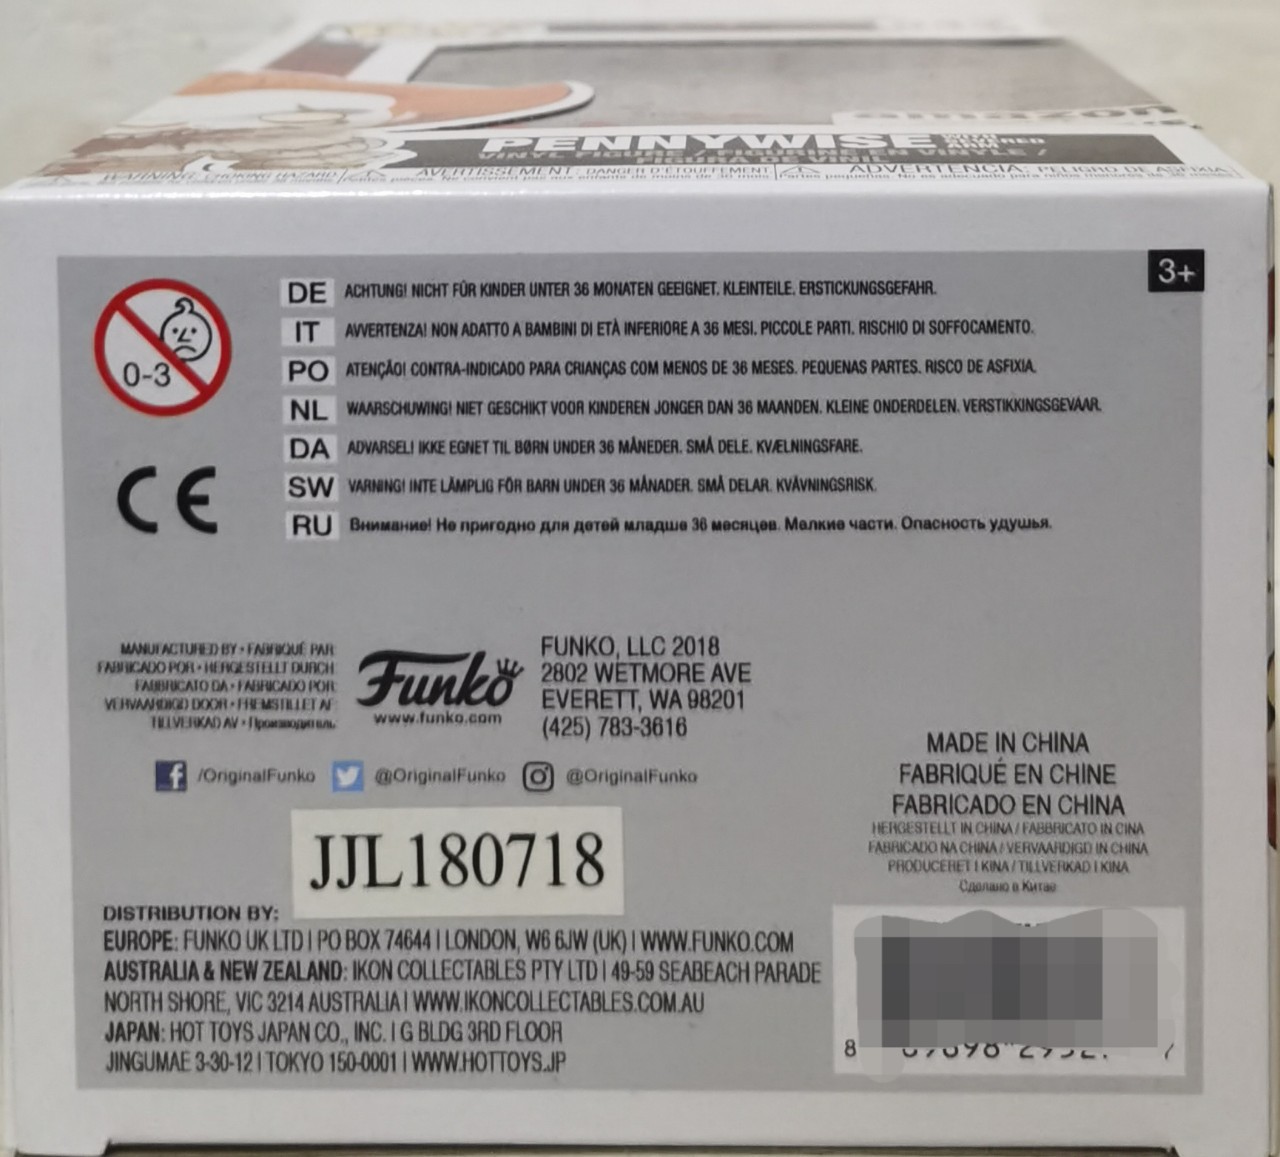 amazon
PENNYWISE WITH
VINYL FIGURE / FIGURINE EN VINYLE /
FIGURA DE VINIL
WARNING: CHOKING HAZARD AVERTISSEMENT: DANGER D'ÉTOUFFEMENT ADVERTENCIA: PELIGRO DE ASFIXIA
3+
0-3
DE ACHTUNG! NICHT FÜR KINDER UNTER 36 MONATEN GEEIGNET. KLEINTEILE. ERSTICKUNGSGEFAHR.
IT AVVERTENZA! NON ADATTO A BAMBINI DI ETÀ INFERIORE A 36 MESI. PICCOLE PARTI. RISCHIO DI SOFFOCAMENTO.
PO ATENÇÃO! CONTRA-INDICADO PARA CRIANÇAS COM MENOS DE 36 MESES. PEQUENAS PARTES. RISCO DE ASFIXIA.
NL WAARSCHUWING! NIET GESCHIKT VOOR KINDEREN JONGER DAN 36 MAANDEN. KLEINE ONDERDELEN. VERSTIKKINGSGEVAAR.
DA ADVARSEL! IKKE EGNET TIL BØRN UNDER 36 MÅNEDER. SMÅ DELE. KVÆLNINGSFARE.
SW VARNING! INTE LÄMPLIG FÖR BARN UNDER 36 MÅNADER. SMÅ DELAR. KVÄVNINGSRISK.
RU Внимание! Не пригодно для детей младше 36 месяцев. Мелкие части. Опасность удушья.
CE
MANUFACTURED BY • FABRIQUÉ PAR
FABRICADO POR • HERGESTELLT DURCH
FABBRICATO DA • FABRICADO POR
VERVAARDIGD DOOR • FREMSTILLET AF
TILLVERKAD AV • Производитель
Funko
www.funko.com
FUNKO, LLC 2018
2802 WETMORE AVE
EVERETT, WA 98201
(425) 783-3616
/OriginalFunko @OriginalFunko @OriginalFunko
MADE IN CHINA
FABRIQUÉ EN CHINE
FABRICADO EN CHINA
HERGESTELLT IN CHINA / FABBRICATO IN CINA
FABRICADO NA CHINA / VERVAARDIGD IN CHINA
PRODUCERET I KINA / TILLVERKAD I KINA
Сделано в Китае
JJL180718
DISTRIBUTION BY:
EUROPE: FUNKO UK LTD | PO BOX 74644 | LONDON, W6 6JW (UK) | WWW.FUNKO.COM
AUSTRALIA & NEW ZEALAND: IKON COLLECTABLES PTY LTD | 49-59 SEABEACH PARADE
NORTH SHORE, VIC 3214 AUSTRALIA | WWW.IKONCOLLECTABLES.COM.AU
JAPAN: HOT TOYS JAPAN CO., INC. | G BLDG 3RD FLOOR
JINGUMAE 3-30-12 | TOKYO 150-0001 | WWW.HOTTOYS.JP
8